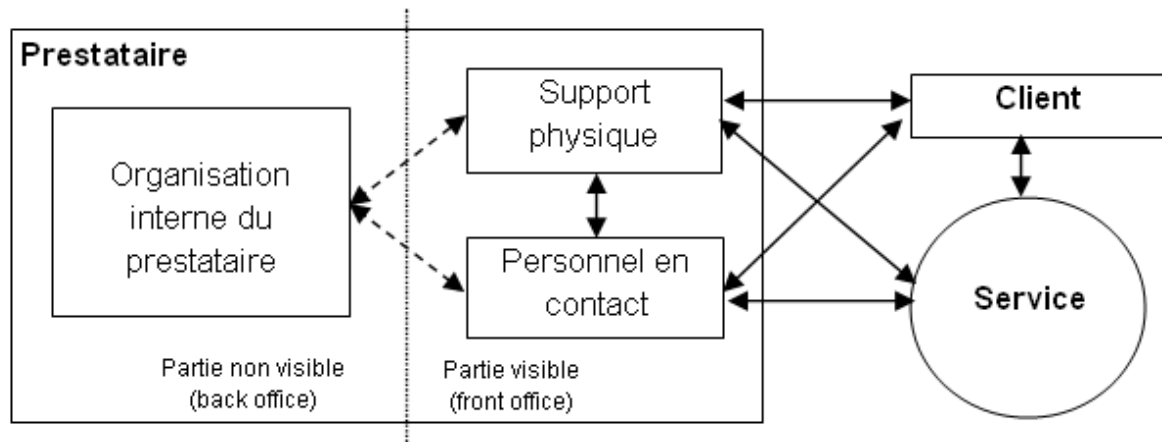 Prestataire
Organisation
interne du
prestataire
Partie non visible
(back office)
Support
physique
Personnel en
contact
Partie visible
(front office)
Client
Service